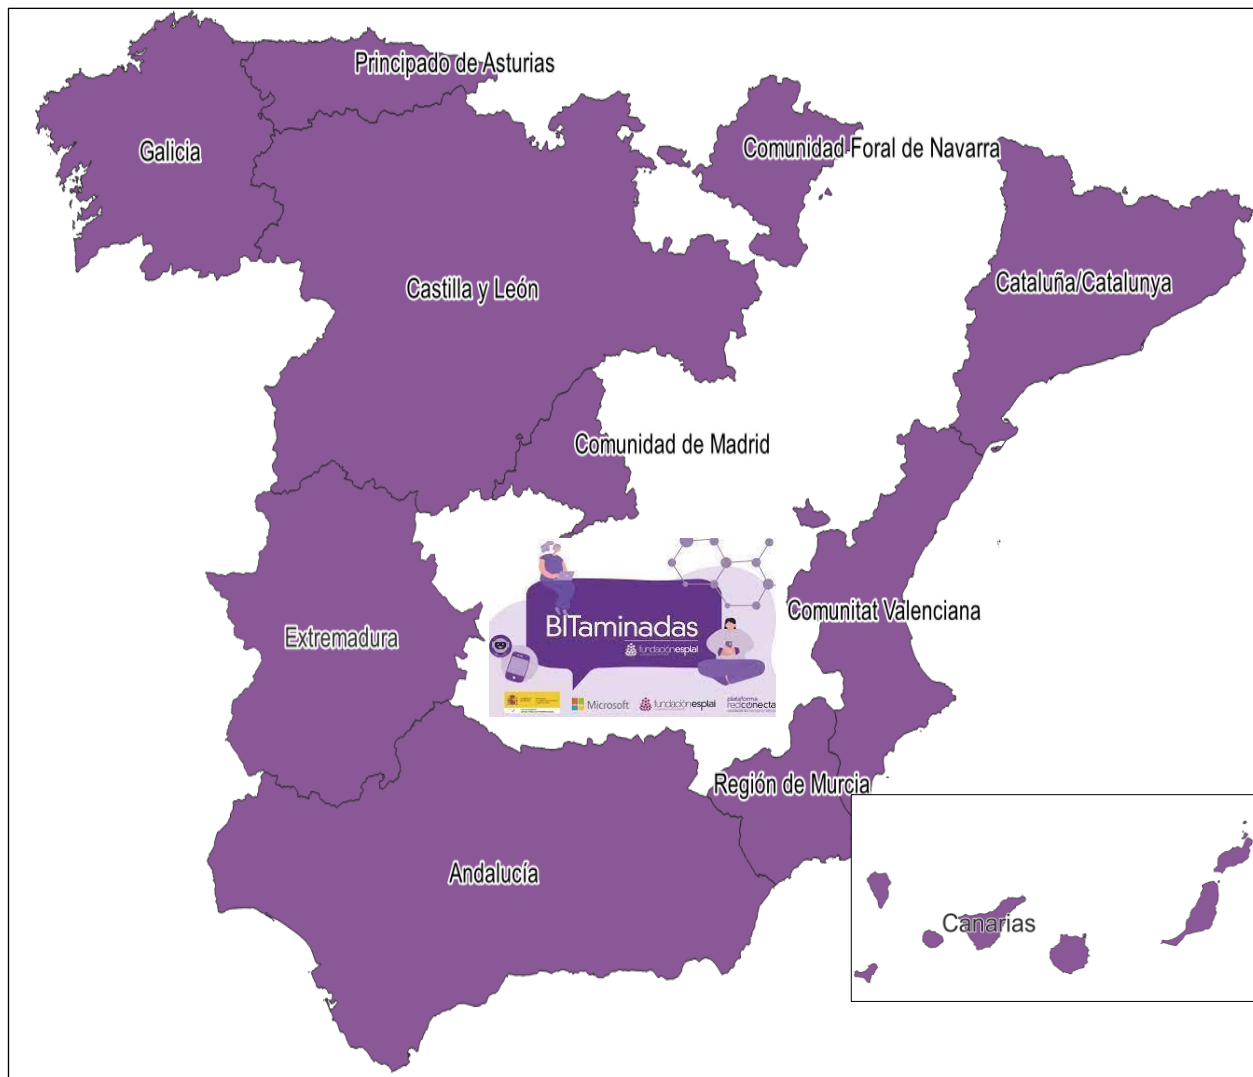 Principado de Asturias
Galicia
Comunidad Foral de Navarra
Castilla y León
Cataluña/Catalunya
Comunidad de Madrid
BITaminadas
fundaciónesplai
Comunitat Valenciana
Extremadura
Microsoft
fundaciónesplai
plataforma
redconecta
Región de Murcia
Andalucía
Canarias